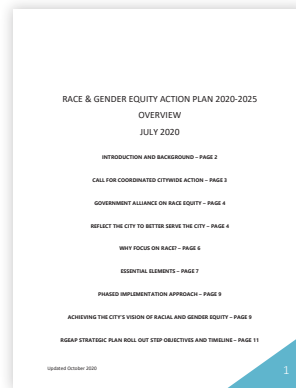 RACE & GENDER EQUITY ACTION PLAN 2020-2025
OVERVIEW
JULY 2020
INTRODUCTION AND BACKGROUND – PAGE 2
CALL FOR COORDINATED CITYWIDE ACTION – PAGE 3
GOVERNMENT ALLIANCE ON RACE EQUITY – PAGE 4
REFLECT THE CITY TO BETTER SERVE THE CITY – PAGE 4
WHY FOCUS ON RACE? – PAGE 6
ESSENTIAL ELEMENTS – PAGE 7
PHASED IMPLEMENTATION APPROACH – PAGE 9
ACHIEVING THE CITY'S VISION OF RACIAL AND GENDER EQUITY – PAGE 9
RGEAP STRATEGIC PLAN ROLL OUT STEP OBJECTIVES AND TIMELINE – PAGE 11
Updated October 2020
1